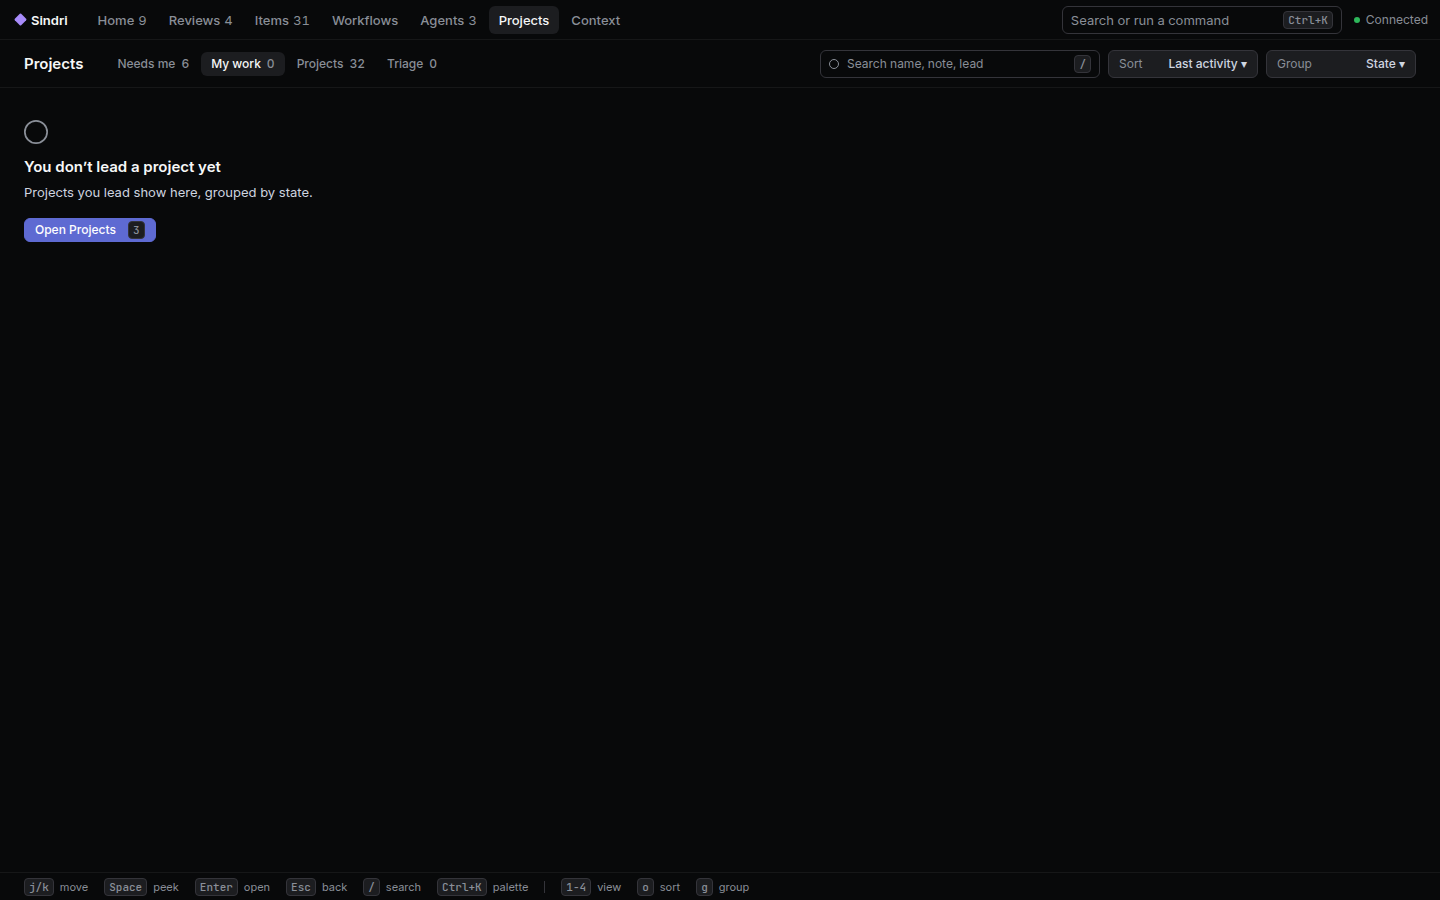 Sindri Home 9 Reviews 4 Items 31 Workflows Agents 3 Projects Context Search or run a command Ctrl+K Connected
Projects Needs me 6 My work 0 Projects 32 Triage 0 Search name, note, lead / Sort Last activity ▾ Group State ▾
You don't lead a project yet
Projects you lead show here, grouped by state.
Open Projects 3
j/k move Space peek Enter open Esc back / search Ctrl+K palette 1-4 view o sort g group